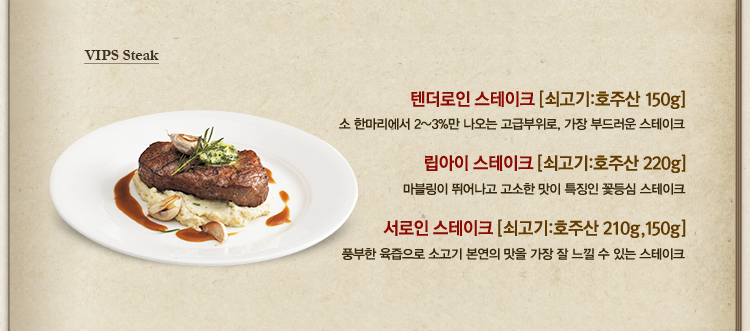 VIPS Steak
텐더로인 스테이크 [쇠고기:호주산 150g]
소 한마리에서 2~3%만 나오는 고급부위로, 가장 부드러운 스테이크
립아이 스테이크 [쇠고기:호주산 220g]
마블링이 뛰어나고 고소한 맛이 특징인 꽃등심 스테이크
서로인 스테이크 [쇠고기:호주산 210g,150g]
풍부한 육즙으로 소고기 본연의 맛을 가장 잘 느낄 수 있는 스테이크